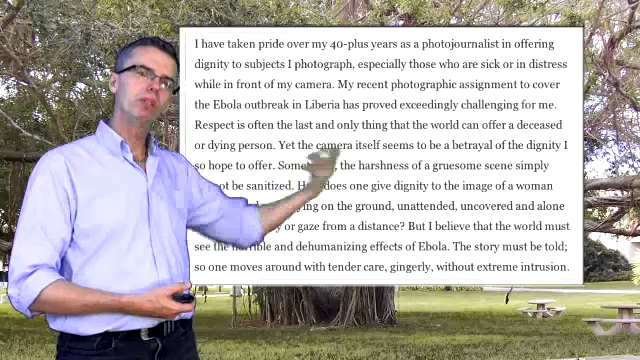 I have taken pride over my 40-plus years as a photojournalist in offering
dignity to subjects I photograph, especially those who are sick or in distress
while in front of my camera. My recent photographic assignment to cover
the Ebola outbreak in Liberia has proved exceedingly challenging for me.
Respect is often the last and only thing that the world can offer a deceased
or dying person. Yet the camera itself seems to be a betrayal of the dignity I
so hope to offer. the harshness of a gruesome scene simply
be sanitized. does one give dignity to the image of a woman
on the ground, unattended, uncovered and alone
or gaze from a distance? But I believe that the world must
see the horrible and dehumanizing effects of Ebola. The story must be told;
so one moves around with tender care, gingerly, without extreme intrusion.